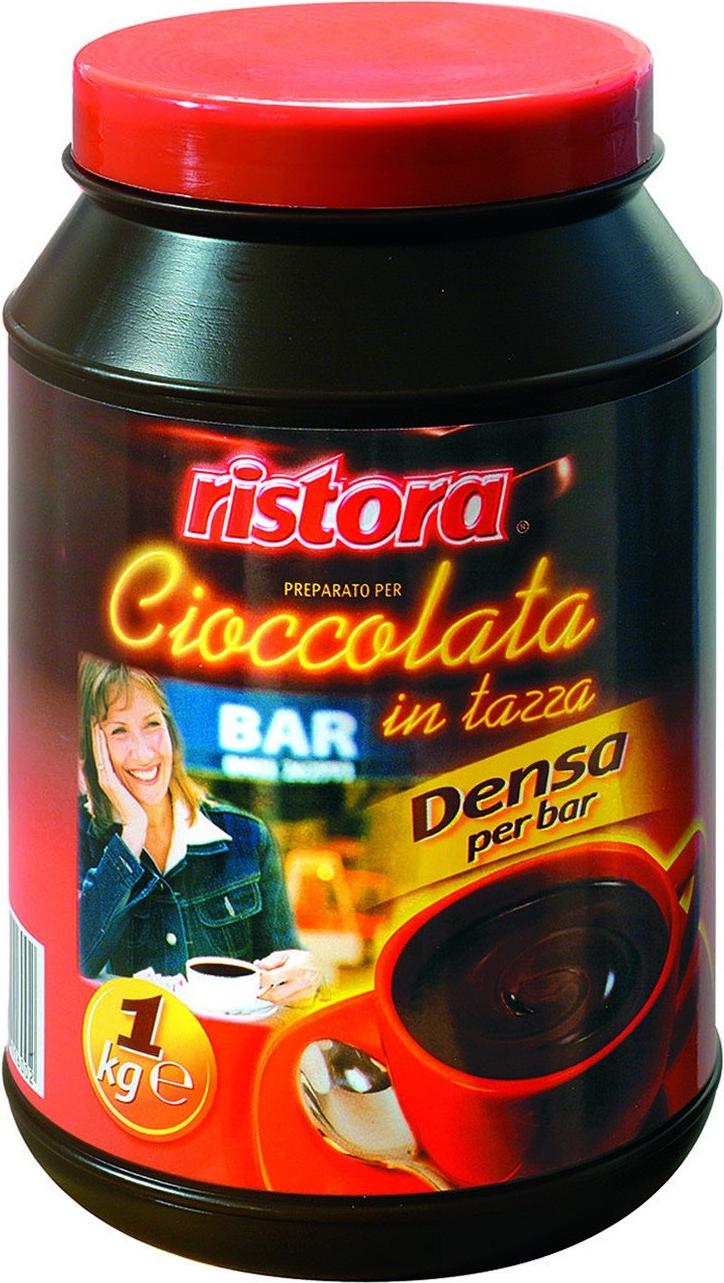 ristora ®
PREPARATO PER
Cioccolata
in tazza
BAR
Densa
per bar
1
kg ℮